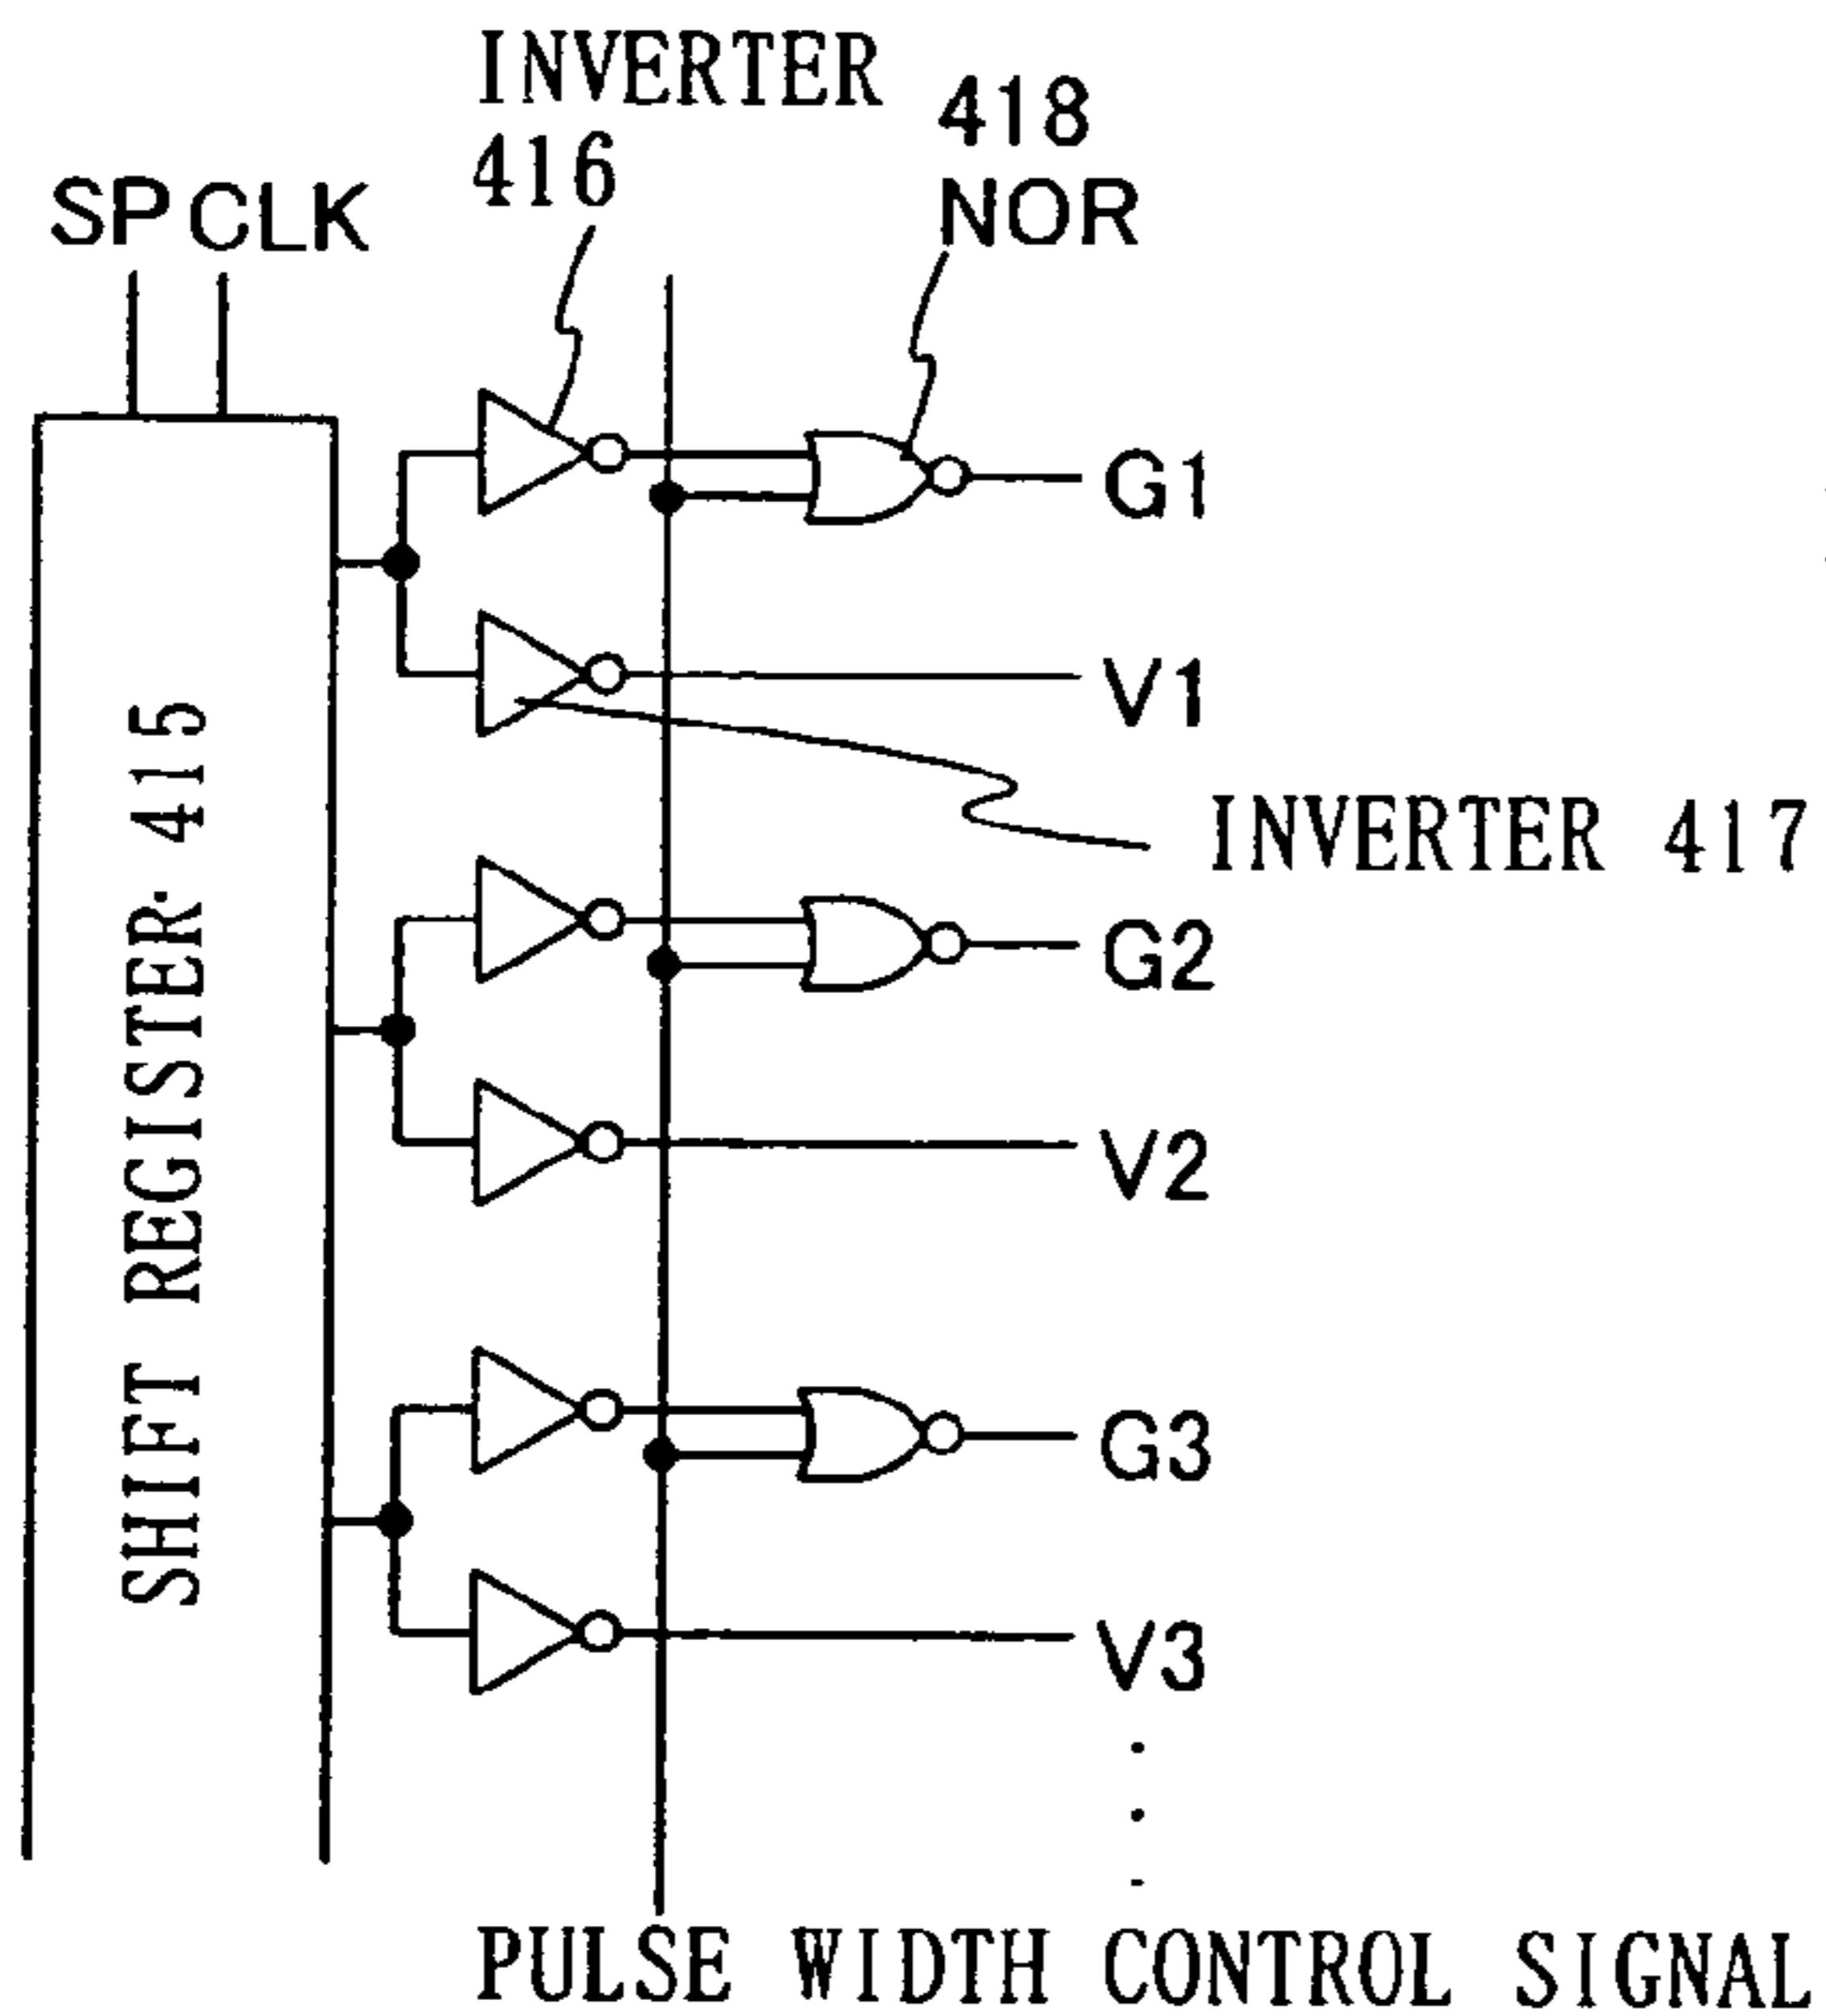 INVERTER
416
418
NOR
SP CLK
G1
V1
INVERTER 417
SHIFT REGISTER 415
G2
V2
G3
V3
PULSE WIDTH CONTROL SIGNAL